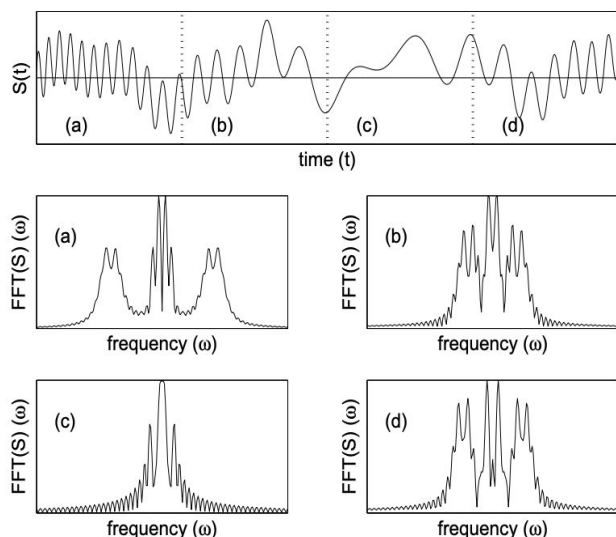 S(t)
(a) (b) (c) (d)
time (t)
FFT(S) (ω)
(a)
frequency (ω)
FFT(S) (ω)
(b)
frequency (ω)
FFT(S) (ω)
(c)
frequency (ω)
FFT(S) (ω)
(d)
frequency (ω)